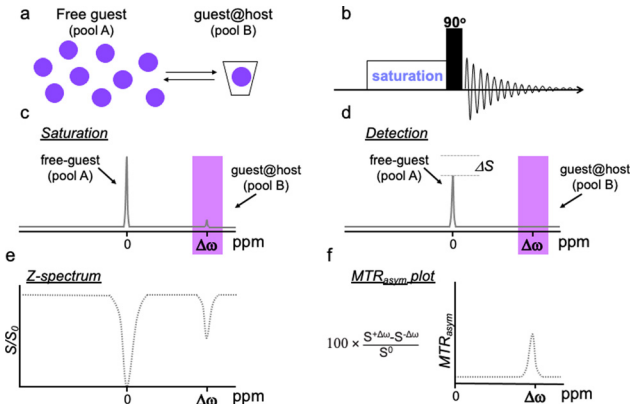 a
Free guest
(pool A)
guest@host
(pool B)
b
90°
saturation
c
Saturation
free-guest
(pool A)
guest@host
(pool B)
0
Δω
ppm
d
Detection
free-guest
(pool A)
ΔS
guest@host
(pool B)
0
Δω
ppm
e
Z-spectrum
S/S0
0
Δω
ppm
f
MTRasym plot
100 × S+Δω-S-Δω
S0
MTRasym
Δω
ppm